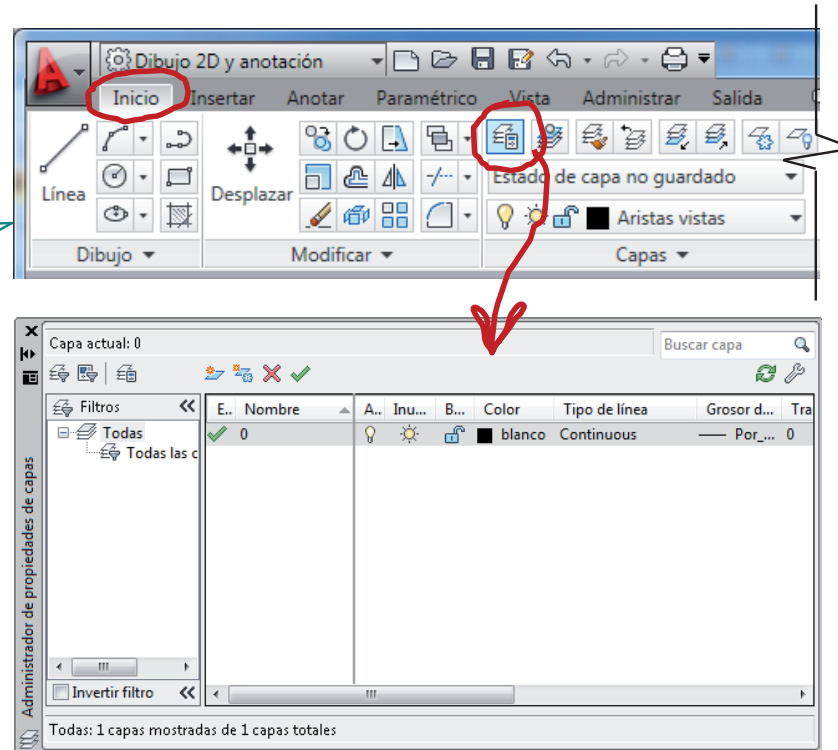 Dibujo 2D y anotación
Inicio Insertar Anotar Paramétrico Vista Administrar Salida
Línea
Desplazar
Estado de capa no guardado
Aristas vistas
Dibujo Modificar Capas
Capa actual: 0
Buscar capa
Filtros
Todas
Todas las c
E.. Nombre A.. Inu... B... Color Tipo de línea Grosor d... Tra
0 blanco Continuous Por_... 0
Invertir filtro
Todas: 1 capas mostradas de 1 capas totales
Administrador de propiedades de capas